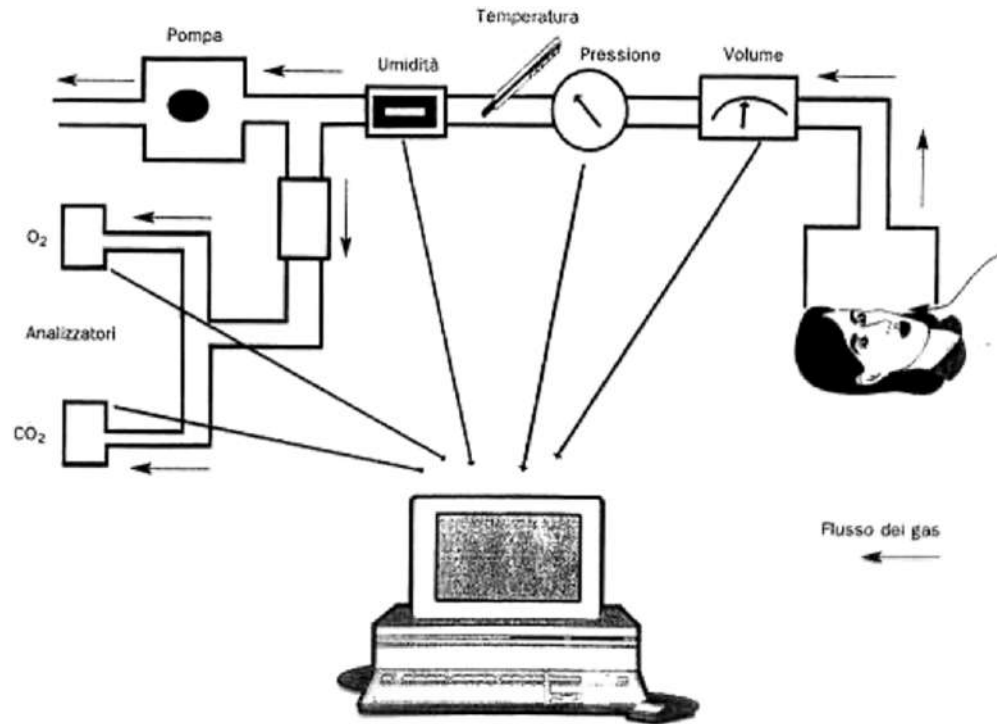 Temperatura
Pompa
Umidità
Pressione
Volume
O₂
Analizzatori
CO₂
Flusso dei gas